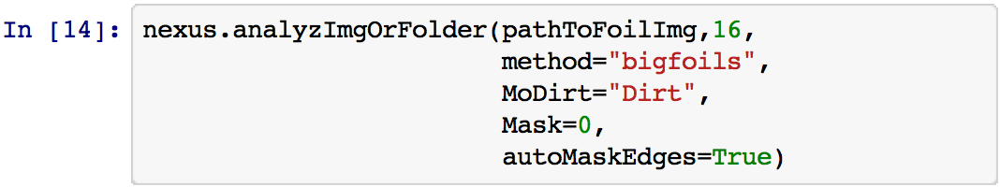 In [14]: nexus.analyzImgOrFolder(pathToFoilImg,16,
method="bigfoils",
MoDirt="Dirt",
Mask=0,
autoMaskEdges=True)